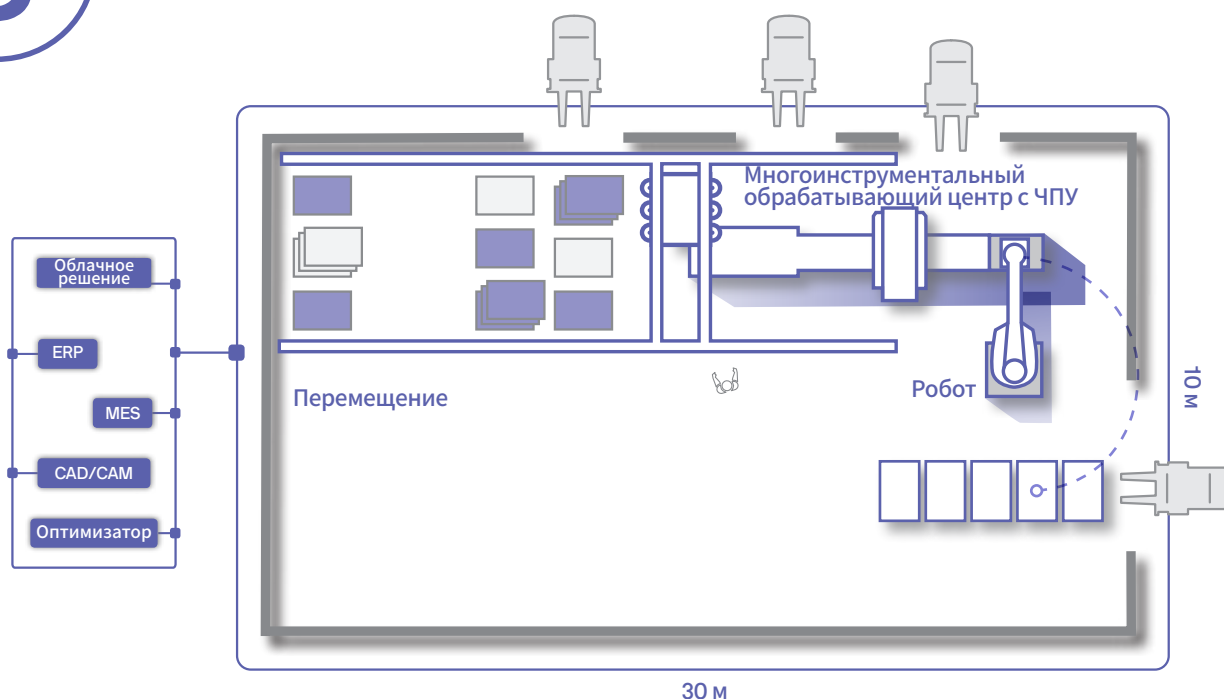 Многоинструментальный
обрабатывающий центр с ЧПУ
Облачное
решение
ERP
MES
CAD/CAM
Оптимизатор
Перемещение
Робот
10 м
30 м